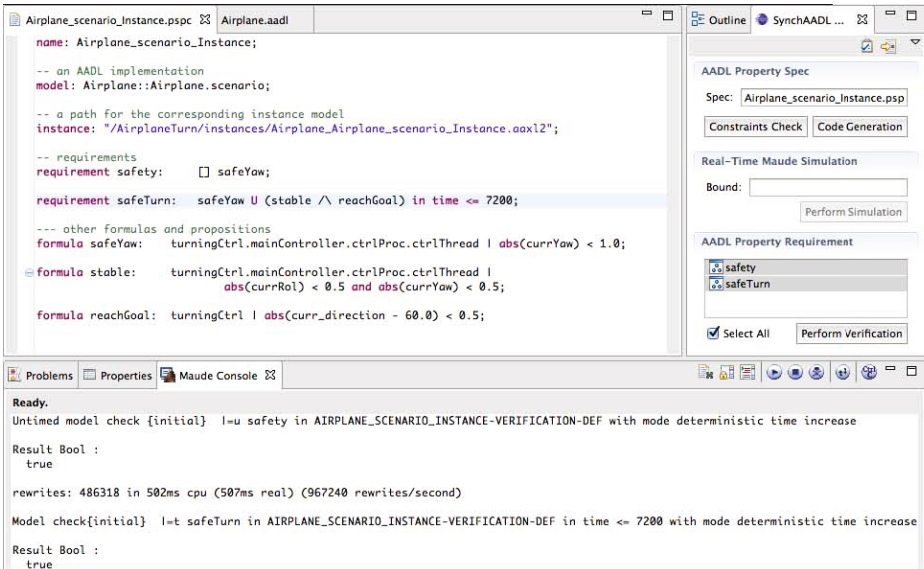 Airplane_scenario_Instance.pspc Airplane.aadl
name: Airplane_scenario_Instance;
-- an AADL implementation
model: Airplane::Airplane.scenario;
-- a path for the corresponding instance model
instance: "/AirplaneTurn/instances/Airplane_Airplane_scenario_Instance.aaxl2";
-- requirements
requirement safety: [] safeYaw;
requirement safeTurn: safeYaw U (stable /\ reachGoal) in time <= 7200;
--- other formulas and propositions
formula safeYaw: turningCtrl.mainController.ctrlProc.ctrlThread | abs(currYaw) < 1.0;
formula stable: turningCtrl.mainController.ctrlProc.ctrlThread |
abs(currRol) < 0.5 and abs(currYaw) < 0.5;
formula reachGoal: turningCtrl | abs(curr_direction - 60.0) < 0.5;
Outline SynchAADL ...
AADL Property Spec
Spec: Airplane_scenario_Instance.psp
Constraints Check Code Generation
Real-Time Maude Simulation
Bound:
Perform Simulation
AADL Property Requirement
safety
safeTurn
Select All Perform Verification
Problems Properties Maude Console
Ready.
Untimed model check {initial} |=u safety in AIRPLANE_SCENARIO_INSTANCE-VERIFICATION-DEF with mode deterministic time increase
Result Bool :
true
rewrites: 486318 in 502ms cpu (507ms real) (967240 rewrites/second)
Model check{initial} |=t safeTurn in AIRPLANE_SCENARIO_INSTANCE-VERIFICATION-DEF in time <= 7200 with mode deterministic time increase
Result Bool :
true